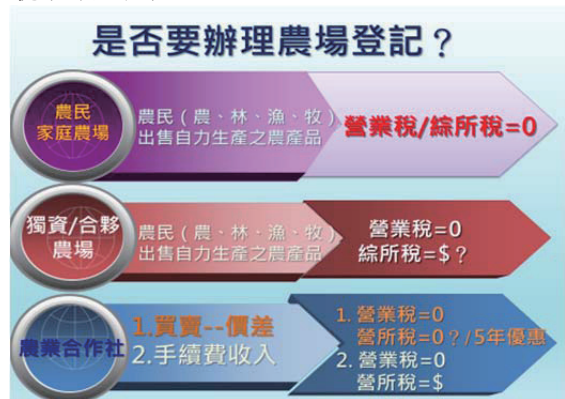 是否要辦理農場登記？
農民
家庭農場
農民（農、林、漁、牧）
出售自力生產之農產品
營業稅/綜所稅=0
獨資/合夥
農場
農民（農、林、漁、牧）
出售自力生產之農產品
營業稅=0
綜所稅=$？
農業合作社
1.買賣--價差
2.手續費收入
1. 營業稅=0
營所稅=0？/5年優惠
2. 營業稅=0
營所稅=$